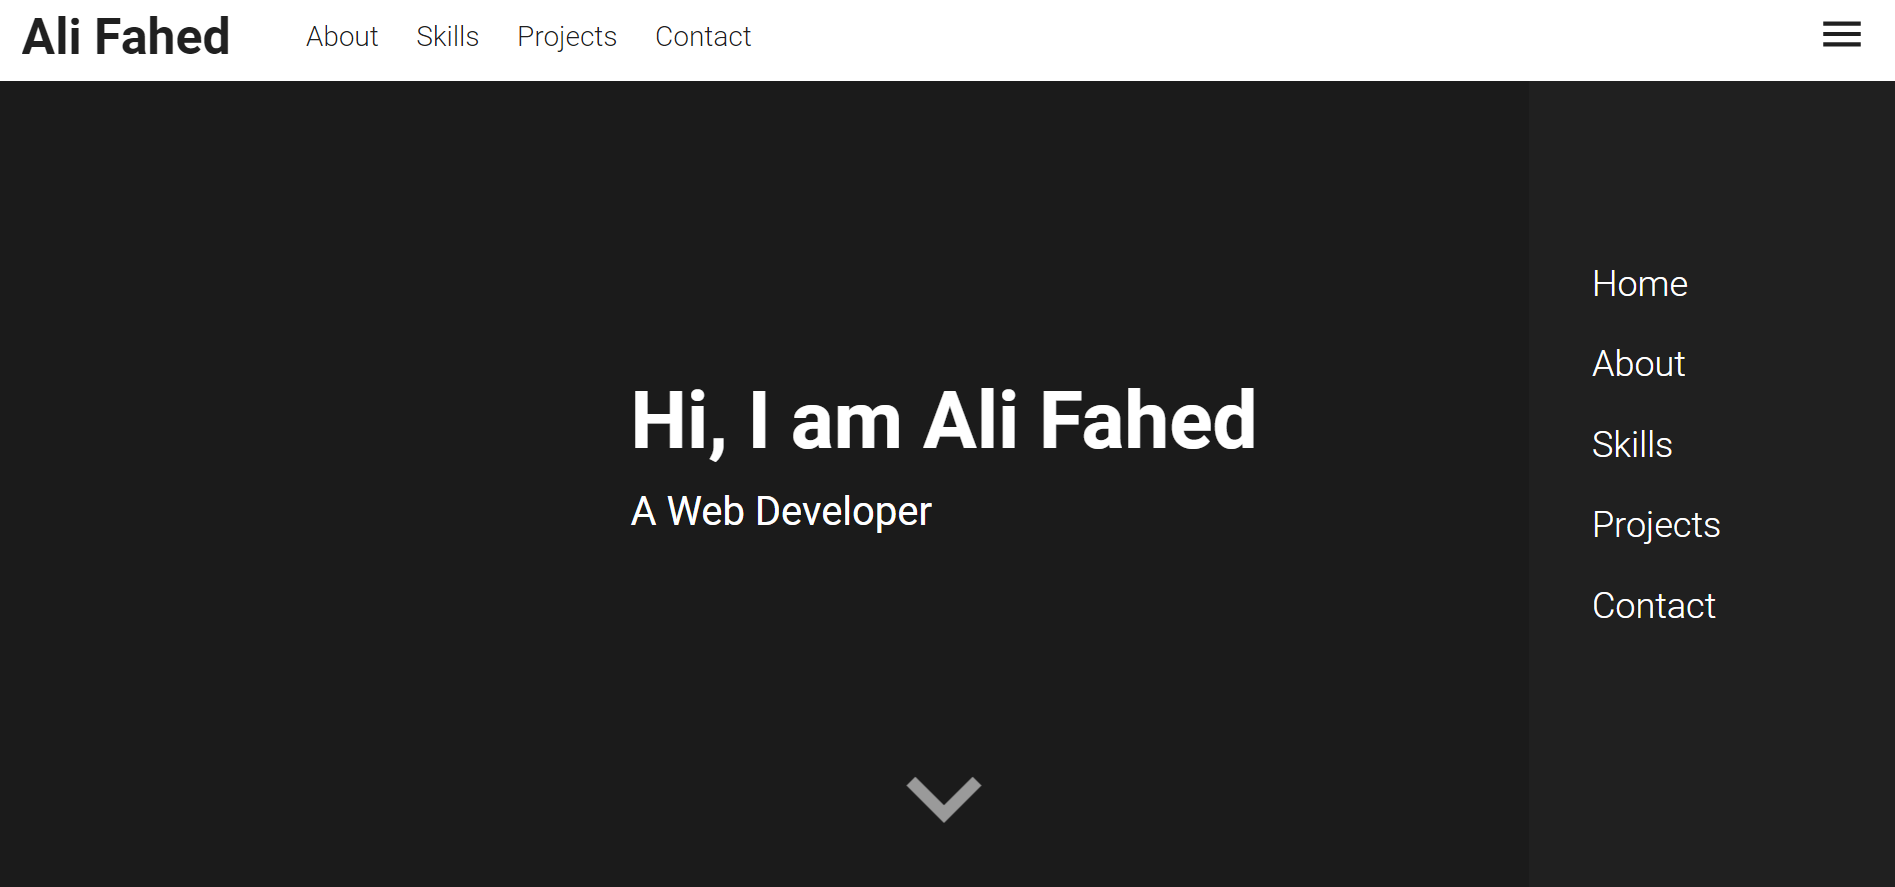 Ali Fahed
About Skills Projects Contact
Hi, I am Ali Fahed
A Web Developer
Home
About
Skills
Projects
Contact